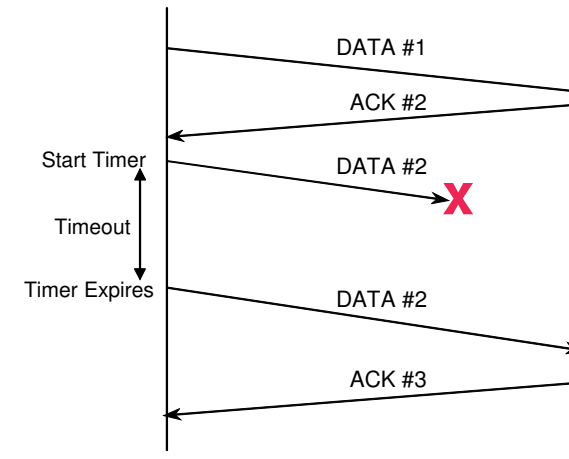 DATA #1
ACK #2
Start Timer
DATA #2
X
Timeout
Timer Expires
DATA #2
ACK #3